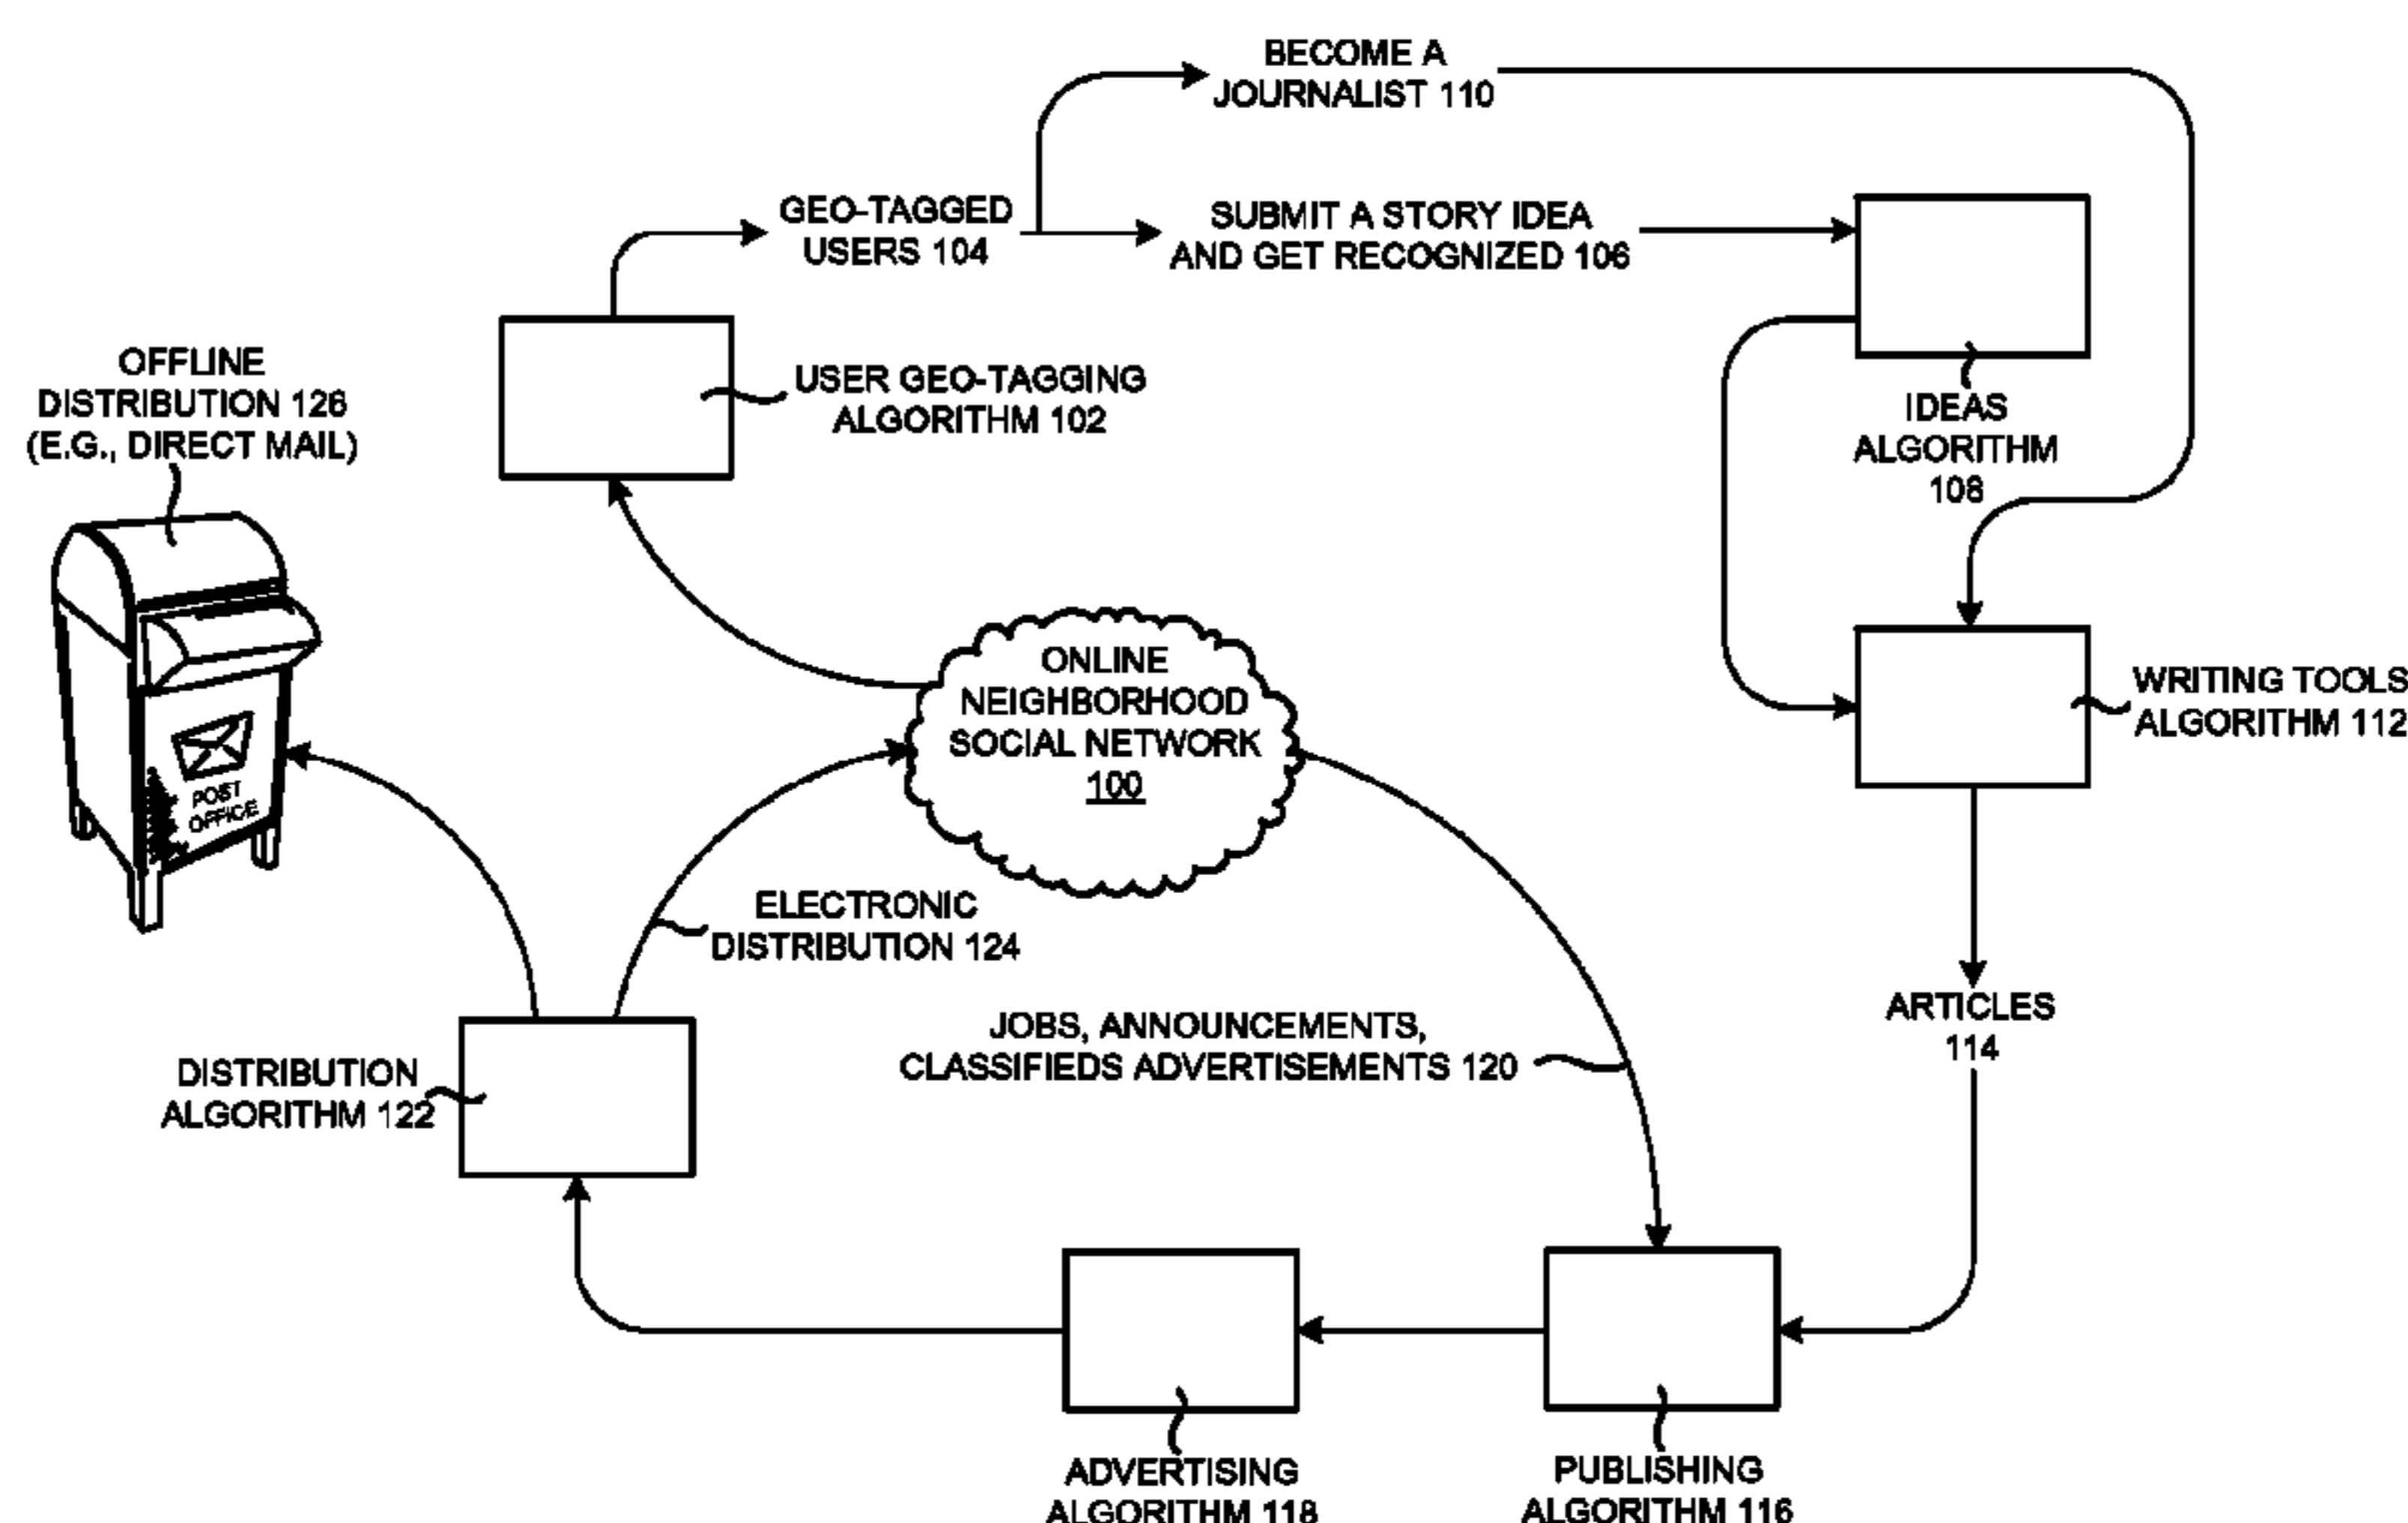 BECOME A
JOURNALIST 110
GEO-TAGGED
USERS 104
SUBMIT A STORY IDEA
AND GET RECOGNIZED 106
USER GEO-TAGGING
ALGORITHM 102
IDEAS
ALGORITHM
108
OFFLINE
DISTRIBUTION 126
(E.G., DIRECT MAIL)
POST
OFFICE
ONLINE
NEIGHBORHOOD
SOCIAL NETWORK
100
WRITING TOOLS
ALGORITHM 112
ELECTRONIC
DISTRIBUTION 124
ARTICLES
114
JOBS, ANNOUNCEMENTS,
CLASSIFIEDS ADVERTISEMENTS 120
DISTRIBUTION
ALGORITHM 122
ADVERTISING
ALGORITHM 118
PUBLISHING
ALGORITHM 116